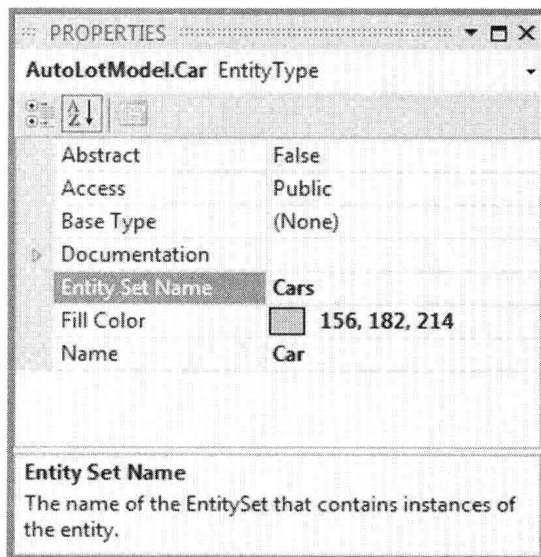 PROPERTIES
AutoLotModel.Car EntityType
A
Z
Abstract False
Access Public
Base Type (None)
Documentation
Entity Set Name Cars
Fill Color 156, 182, 214
Name Car
Entity Set Name
The name of the EntitySet that contains instances of
the entity.